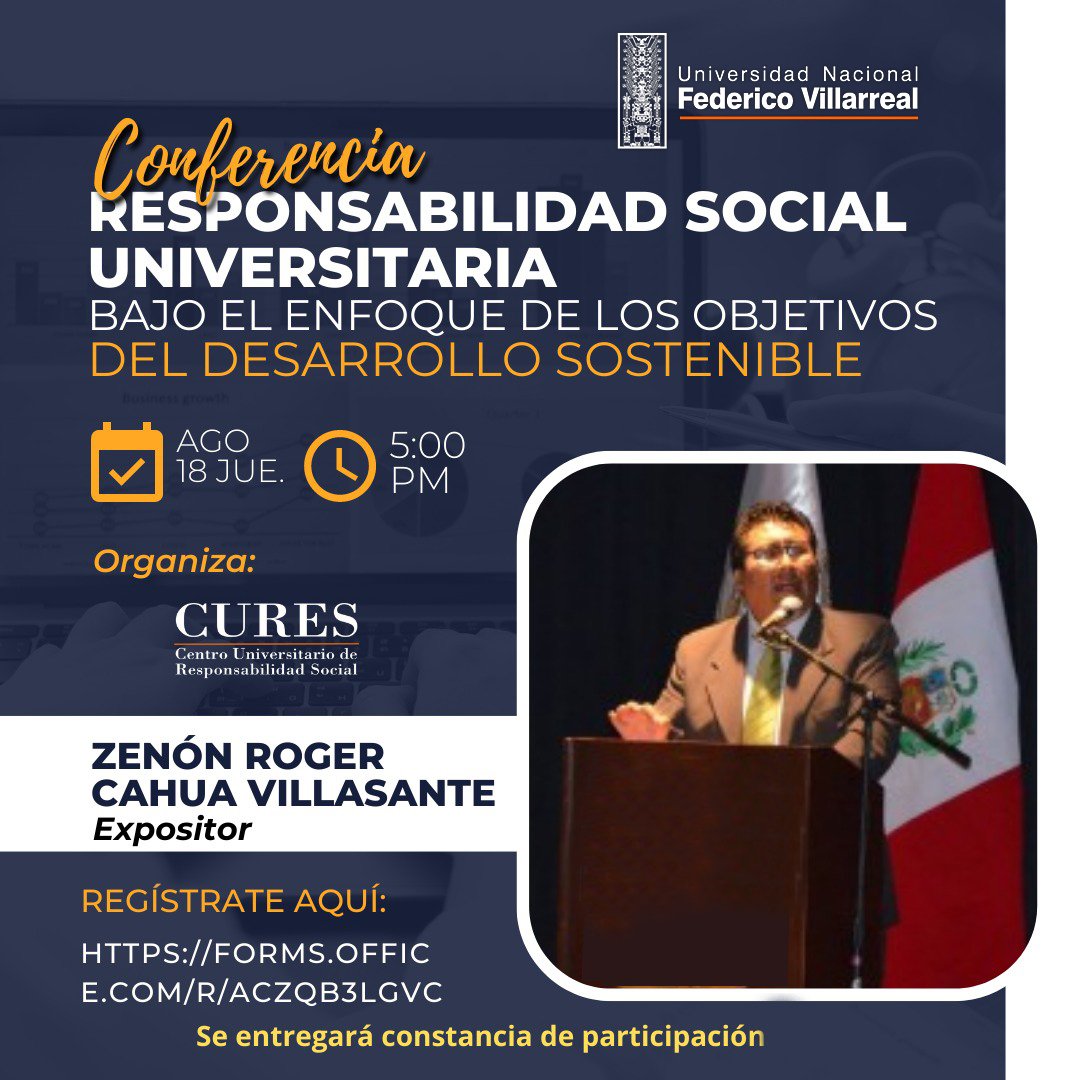 Universidad Nacional
Federico Villarreal
Conferencia
RESPONSABILIDAD SOCIAL
UNIVERSITARIA
BAJO EL ENFOQUE DE LOS OBJETIVOS
DEL DESARROLLO SOSTENIBLE
Business growth
AGO
18 JUE.
5:00
PM
Organiza:
CURES
Centro Universitario de
Responsabilidad Social
ZENÓN ROGER
CAHUA VILLASANTE
Expositor
REGÍSTRATE AQUÍ:
HTTPS://FORMS.OFFIC
E.COM/R/ACZQB3LGVC
Se entregará constancia de participación